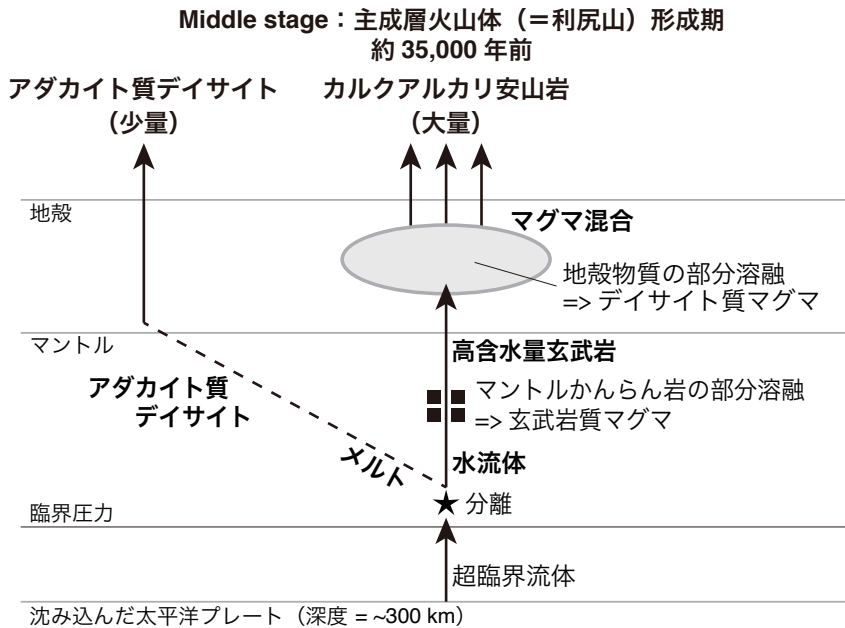 Middle stage：主成層火山体（＝利尻山）形成期
約 35,000 年前
アダカイト質デイサイト
（少量）
カルクアルカリ安山岩
（大量）
地殻
マグマ混合
地殻物質の部分溶融
=> デイサイト質マグマ
マントル
高含水量玄武岩
アダカイト質
デイサイト
マントルかんらん岩の部分溶融
=> 玄武岩質マグマ
メルト
水流体
★分離
臨界圧力
超臨界流体
沈み込んだ太平洋プレート（深度 = ~300 km）